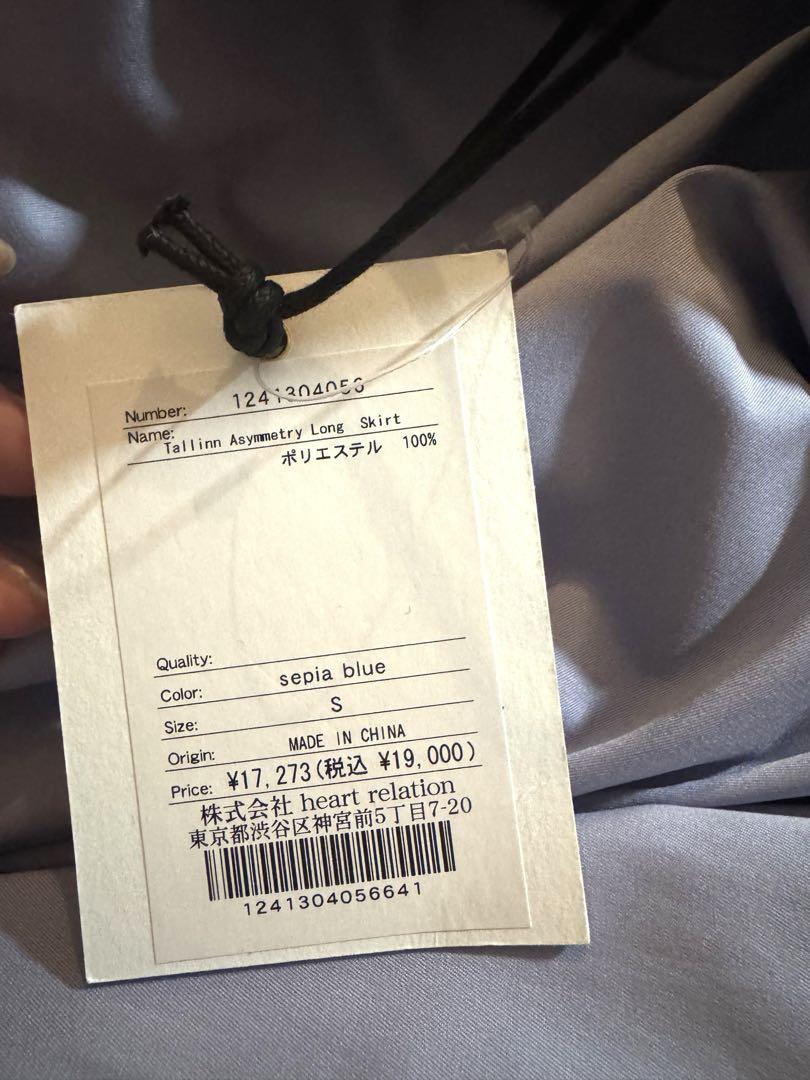 Number: 1241304056
Name: Tallinn Asymmetry Long Skirt
ポリエステル 100%
Quality:
Color: sepia blue
Size: S
Origin: MADE IN CHINA
Price: ¥17,273(税込 ¥19,000)
株式会社 heart relation
東京都渋谷区神宮前5丁目7-20
1241304056641